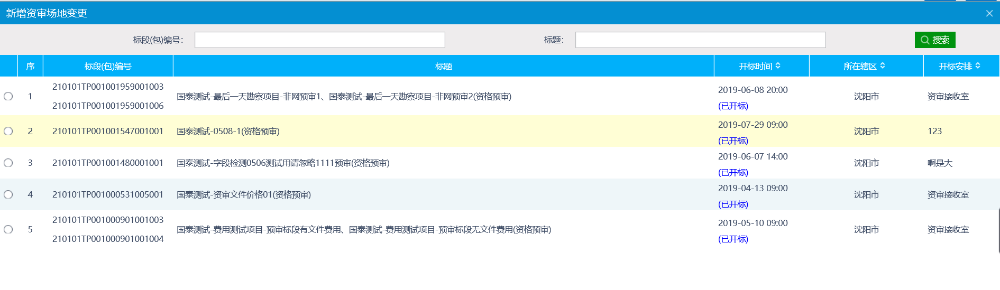 新增资审场地变更
标段(包)编号： 标题： 搜索
序 标段(包)编号 标题 开标时间 所在辖区 开标安排
1 210101TP001001959001003 210101TP001001959001006 国泰测试-最后一天勘察项目-非网预审1、国泰测试-最后一天勘察项目-非网预审2(资格预审) 2019-06-08 20:00 (已开标) 沈阳市 资审接收室
2 210101TP001001547001001 国泰测试-0508-1(资格预审) 2019-07-29 09:00 (已开标) 沈阳市 123
3 210101TP001001480001001 国泰测试-字段检测0506测试用请忽略1111预审(资格预审) 2019-06-07 14:00 (已开标) 沈阳市 啊是大
4 210101TP001000531005001 国泰测试-资审文件价格01(资格预审) 2019-04-13 09:00 (已开标) 沈阳市 资审接收室
5 210101TP001000901001003 210101TP001000901001004 国泰测试-费用测试项目-预审标段有文件费用、国泰测试-费用测试项目-预审标段无文件费用(资格预审) 2019-05-10 09:00 (已开标) 沈阳市 资审接收室